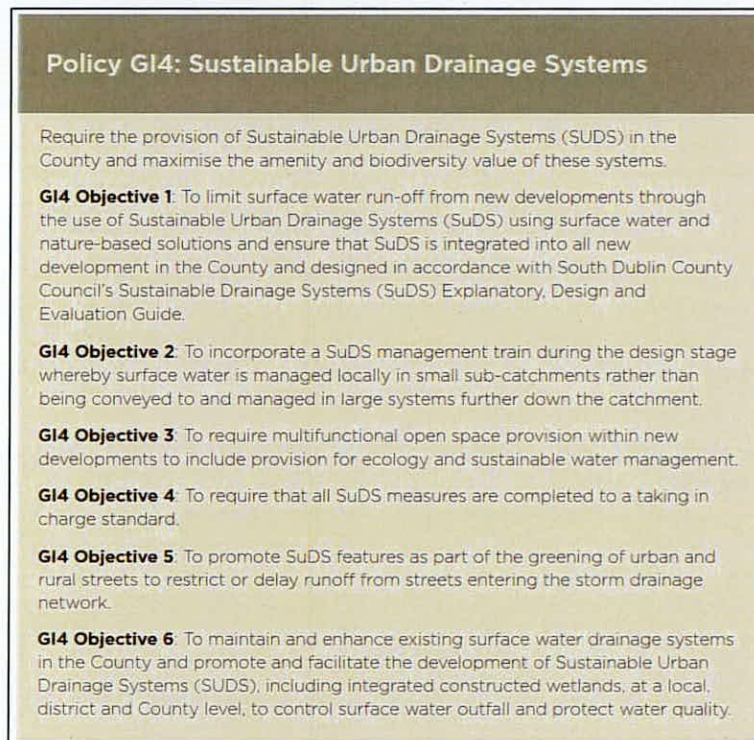 Policy GI4: Sustainable Urban Drainage Systems
Require the provision of Sustainable Urban Drainage Systems (SUDS) in the
County and maximise the amenity and biodiversity value of these systems.
GI4 Objective 1: To limit surface water run-off from new developments through
the use of Sustainable Urban Drainage Systems (SuDS) using surface water and
nature-based solutions and ensure that SuDS is integrated into all new
development in the County and designed in accordance with South Dublin County
Council's Sustainable Drainage Systems (SuDS) Explanatory, Design and
Evaluation Guide.
GI4 Objective 2: To incorporate a SuDS management train during the design stage
whereby surface water is managed locally in small sub-catchments rather than
being conveyed to and managed in large systems further down the catchment.
GI4 Objective 3: To require multifunctional open space provision within new
developments to include provision for ecology and sustainable water management.
GI4 Objective 4: To require that all SuDS measures are completed to a taking in
charge standard.
GI4 Objective 5: To promote SuDS features as part of the greening of urban and
rural streets to restrict or delay runoff from streets entering the storm drainage
network.
GI4 Objective 6: To maintain and enhance existing surface water drainage systems
in the County and promote and facilitate the development of Sustainable Urban
Drainage Systems (SUDS), including integrated constructed wetlands, at a local,
district and County level, to control surface water outfall and protect water quality.